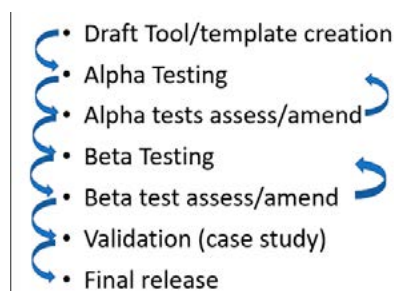 • Draft Tool/template creation
• Alpha Testing
• Alpha tests assess/amend
• Beta Testing
• Beta test assess/amend
• Validation (case study)
• Final release